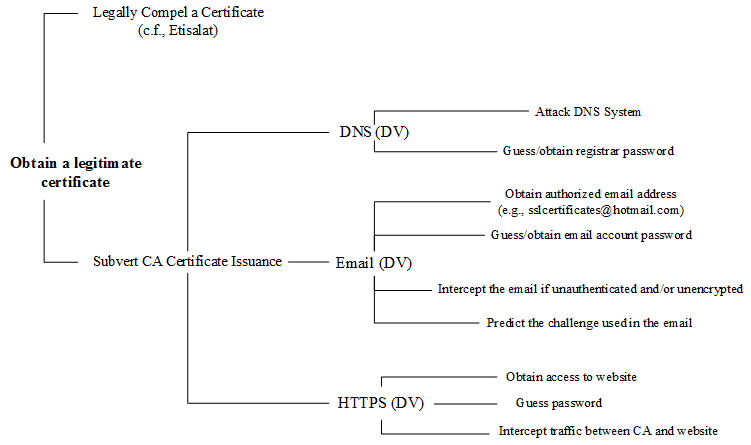 Legally Compel a Certificate
(c.f., Etisalat)
Obtain a legitimate
certificate
Subvert CA Certificate Issuance
DNS (DV)
Attack DNS System
Guess/obtain registrar password
Email (DV)
Obtain authorized email address
(e.g., sslcertificates@hotmail.com)
Guess/obtain email account password
Intercept the email if unauthenticated and/or unencrypted
Predict the challenge used in the email
HTTPS (DV)
Obtain access to website
Guess password
Intercept traffic between CA and website